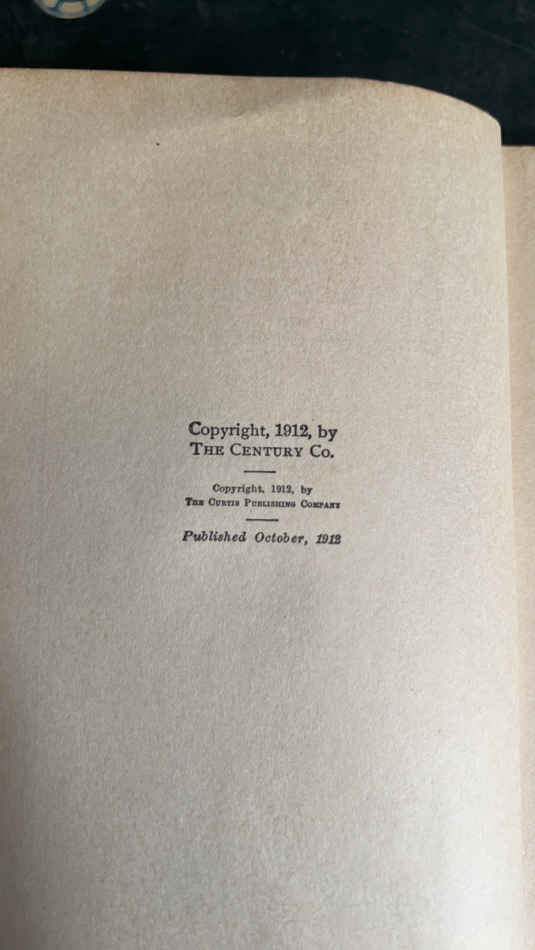 Copyright, 1912, by
THE CENTURY CO.
Copyright, 1912, by
THE CURTIS PUBLISHING COMPANY
Published October, 1912